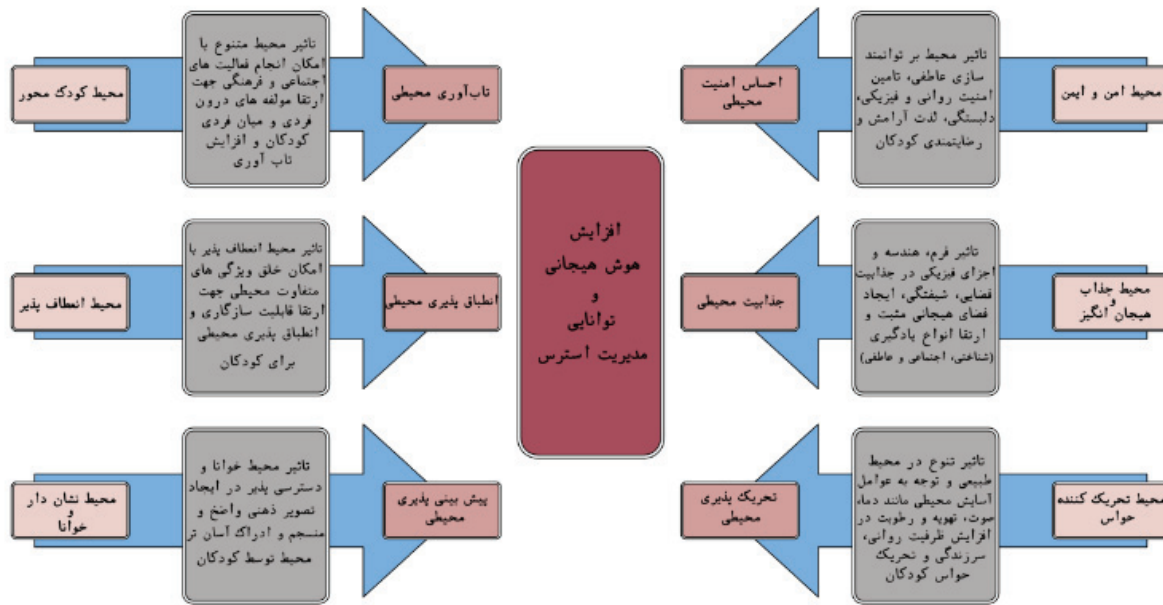 محیط امن و ایمن
تاثیر محیط بر توانمند
سازی عاطفی، تامین
امنیت روانی و فیزیکی،
دلبستگی، لذت آرامش و
رضایتمندی کودکان
احساس امنیت
محیطی
محیط جذاب
و
هیجان انگیز
تاثیر فرم، هندسه و
اجزای فیزیکی در جذابیت
فضایی، شیفتگی، ایجاد
فضای هیجانی مثبت و
ارتقا انواع یادگیری
(شناختی، اجتماعی و عاطفی)
جذابیت محیطی
محیط تحریک کننده
حواس
تاثیر تنوع در محیط
طبیعی و توجه به عوامل
آسایش محیطی مانند دما،
صوت، تهویه و رطوبت در
افزایش ظرفیت روانی،
سرزندگی و تحریک
حواس کودکان
تحریک پذیری
محیطی
افزایش
هوش هیجانی
و
توانایی
مدیریت استرس
محیط کودک محور
تاثیر محیط متنوع با
امکان انجام فعالیت های
اجتماعی و فرهنگی جهت
ارتقا مولفه های درون
فردی و میان فردی
کودکان و افزایش
تاب آوری
تاب‌آوری محیطی
محیط انعطاف پذیر
تاثیر محیط انعطاف پذیر با
امکان خلق ویژگی های
متفاوت محیطی جهت
ارتقا قابلیت سازگاری و
انطباق پذیری محیطی
برای کودکان
انطباق پذیری محیطی
محیط نشان دار
و
خوانا
تاثیر محیط خوانا و
دسترسی پذیر در ایجاد
تصویر ذهنی واضح و
منسجم و ادراک آسان تر
محیط توسط کودکان
پیش بینی پذیری
محیطی